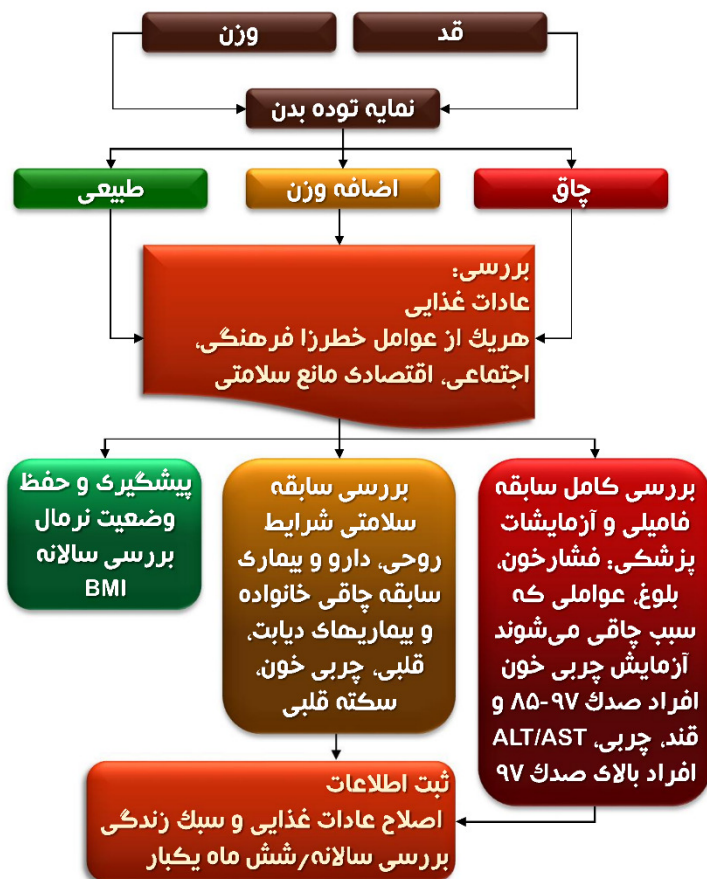 قد
وزن
نمایه توده بدن
چاق
اضافه وزن
طبیعی
بررسی:
عادات غذایی
هریک از عوامل خطرزا فرهنگی،
اجتماعی، اقتصادی مانع سلامتی
بررسی کامل سابقه
فامیلی و آزمایشات
پزشکی: فشارخون،
بلوغ، عواملی که
سبب چاقی می‌شوند
آزمایش چربی خون
افراد صدک ۹۷-۸۵ و
قند، چربی، ALT/AST
افراد بالای صدک ۹۷
بررسی سابقه
سلامتی شرایط
روحی، دارو و بیماری
سابقه چاقی خانواده
و بیماریهای دیابت،
قلبی، چربی خون،
سکته قلبی
پیشگیری و حفظ
وضعیت نرمال
بررسی سالانه
BMI
ثبت اطلاعات
اصلاح عادات غذایی و سبک زندگی
بررسی سالانه/شش ماه یکبار